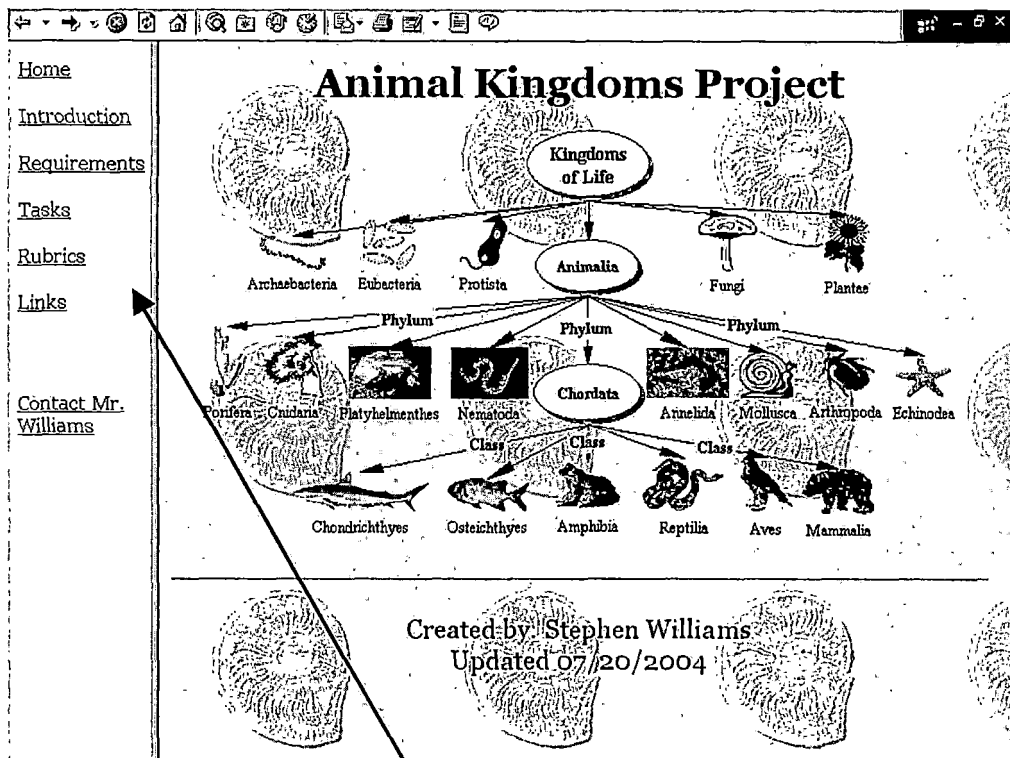 Home
Introduction
Requirements
Tasks
Rubrics
Links
Contact Mr.
Williams
Animal Kingdoms Project
Kingdoms
of Life
Archaebacteria Eubacteria Protista Animalia Fungi Plantae
Phylum Phylum Phylum
Porifera Cnidaria Platyhelmenthes Nematoda Chordata Annelida Mollusca Arthropoda Echinodea
Class Class Class
Chondrichthyes Osteichthyes Amphibia Reptilia Aves Mammalia
Created by: Stephen Williams
Updated 07/20/2004